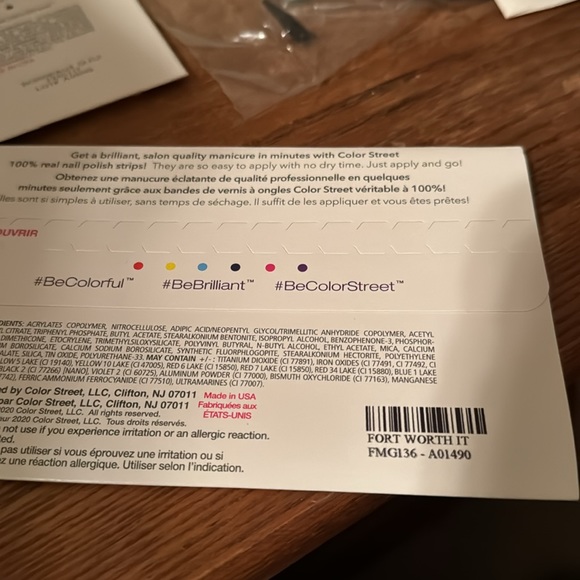 Get a brilliant, salon quality manicure in minutes with Color Street
100% real nail polish strips! They are so easy to apply with no dry time. Just apply and go!
Obtenez une manucure éclatante de qualité professionnelle en quelques
minutes seulement grâce aux bandes de vernis à ongles Color Street véritable à 100%!
lles sont si simples à utiliser, sans temps de séchage. Il suffit de les appliquer et vous êtes prêtes!
OUVRIR
#BeColorful™ #BeBrilliant™ #BeColorStreet™
DIENTS: ACRYLATES COPOLYMER, NITROCELLULOSE, ADIPIC ACID/NEOPENTYL GLYCOL/TRIMELLITIC ANHYDRIDE COPOLYMER, ACETYL
YL CITRATE, TRIPHENYL PHOSPHATE, BUTYL ACETATE, STEARALKONIUM BENTONITE, ISOPROPYL ALCOHOL, BENZOPHENONE-3, PHOSPHOR-
DIMETHICONE, ETOCRYLENE, TRIMETHYLSILOXYSILICATE, POLYVINYL BUTYRAL, N-BUTYL ALCOHOL, ETHYL ACETATE, MICA, CALCIUM
UM BOROSILICATE, CALCIUM SODIUM BOROSILICATE, SYNTHETIC FLUORPHLOGOPITE, STEARALKONIUM HECTORITE, POLYETHYLENE
ALATE, SILICA, TIN OXIDE, POLYURETHANE-33. MAY CONTAIN +/- : TITANIUM DIOXIDE (CI 77891), IRON OXIDES (CI 77491, CI 77492, CI
LLOW 5 LAKE (CI 19140), YELLOW 10 LAKE (CI 47005), RED 6 LAKE (CI 15850), RED 7 LAKE (CI 15850), RED 34 LAKE (CI 15880), BLUE 1 LAKE
BLACK 2 (CI 77266) [NANO], VIOLET 2 (CI 60725), ALUMINUM POWDER (CI 77000), BISMUTH OXYCHLORIDE (CI 77163), MANGANESE
7742), FERRIC AMMONIUM FERROCYANIDE (CI 77510), ULTRAMARINES (CI 77007).
ed by Color Street, LLC, Clifton, NJ 07011 Made in USA
par Color Street, LLC, Clifton, NJ 07011 Fabriquées aux
2020 Color Street, LLC. All rights reserved. ÉTATS-UNIS
eur 2020 Color Street, LLC. Tous droits réservés.
not use if you experience irritation or an allergic reaction.
ted.
pas utiliser si vous éprouvez une irritation ou si
z une réaction allergique. Utiliser selon l'indication.
FORT WORTH IT
FMG136 - A01490